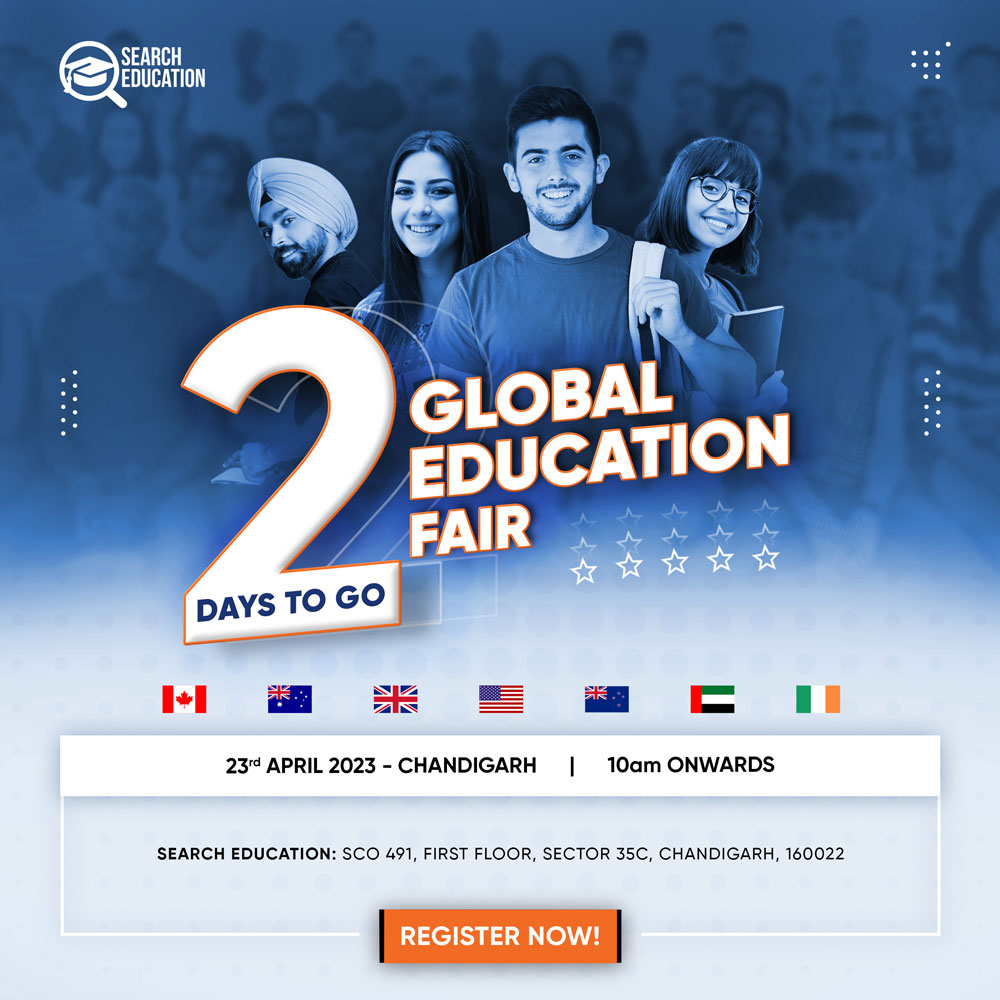 SEARCH
EDUCATION
2
GLOBAL
EDUCATION
FAIR
DAYS TO GO
23rd APRIL 2023 - CHANDIGARH | 10am ONWARDS
SEARCH EDUCATION: SCO 491, FIRST FLOOR, SECTOR 35C, CHANDIGARH, 160022
REGISTER NOW!